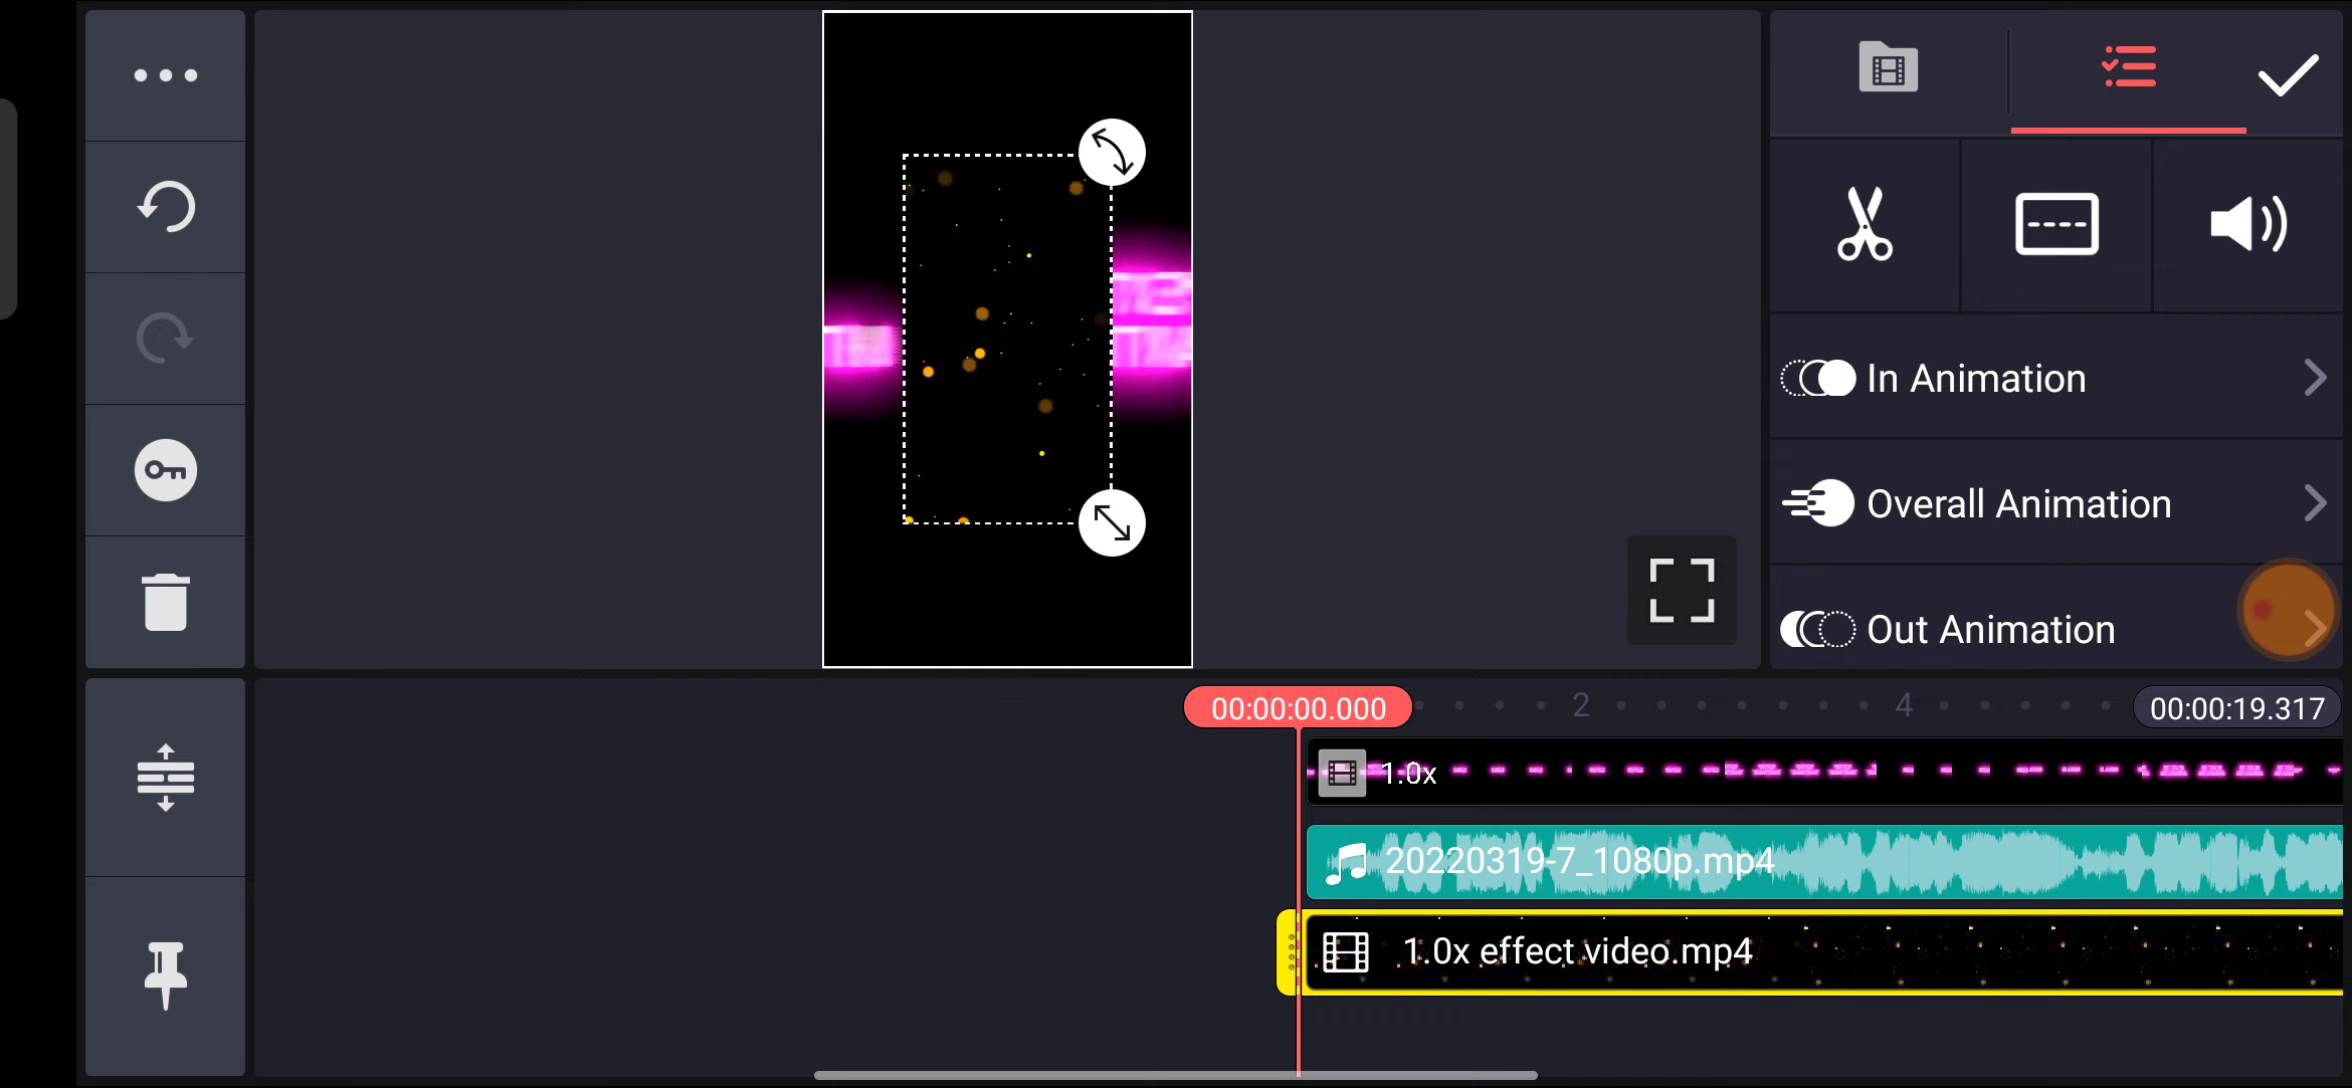 In Animation
Overall Animation
Out Animation
00:00:00.000
2
4
00:00:19.317
1.0x
20220319-7_1080p.mp4
1.0x effect video.mp4